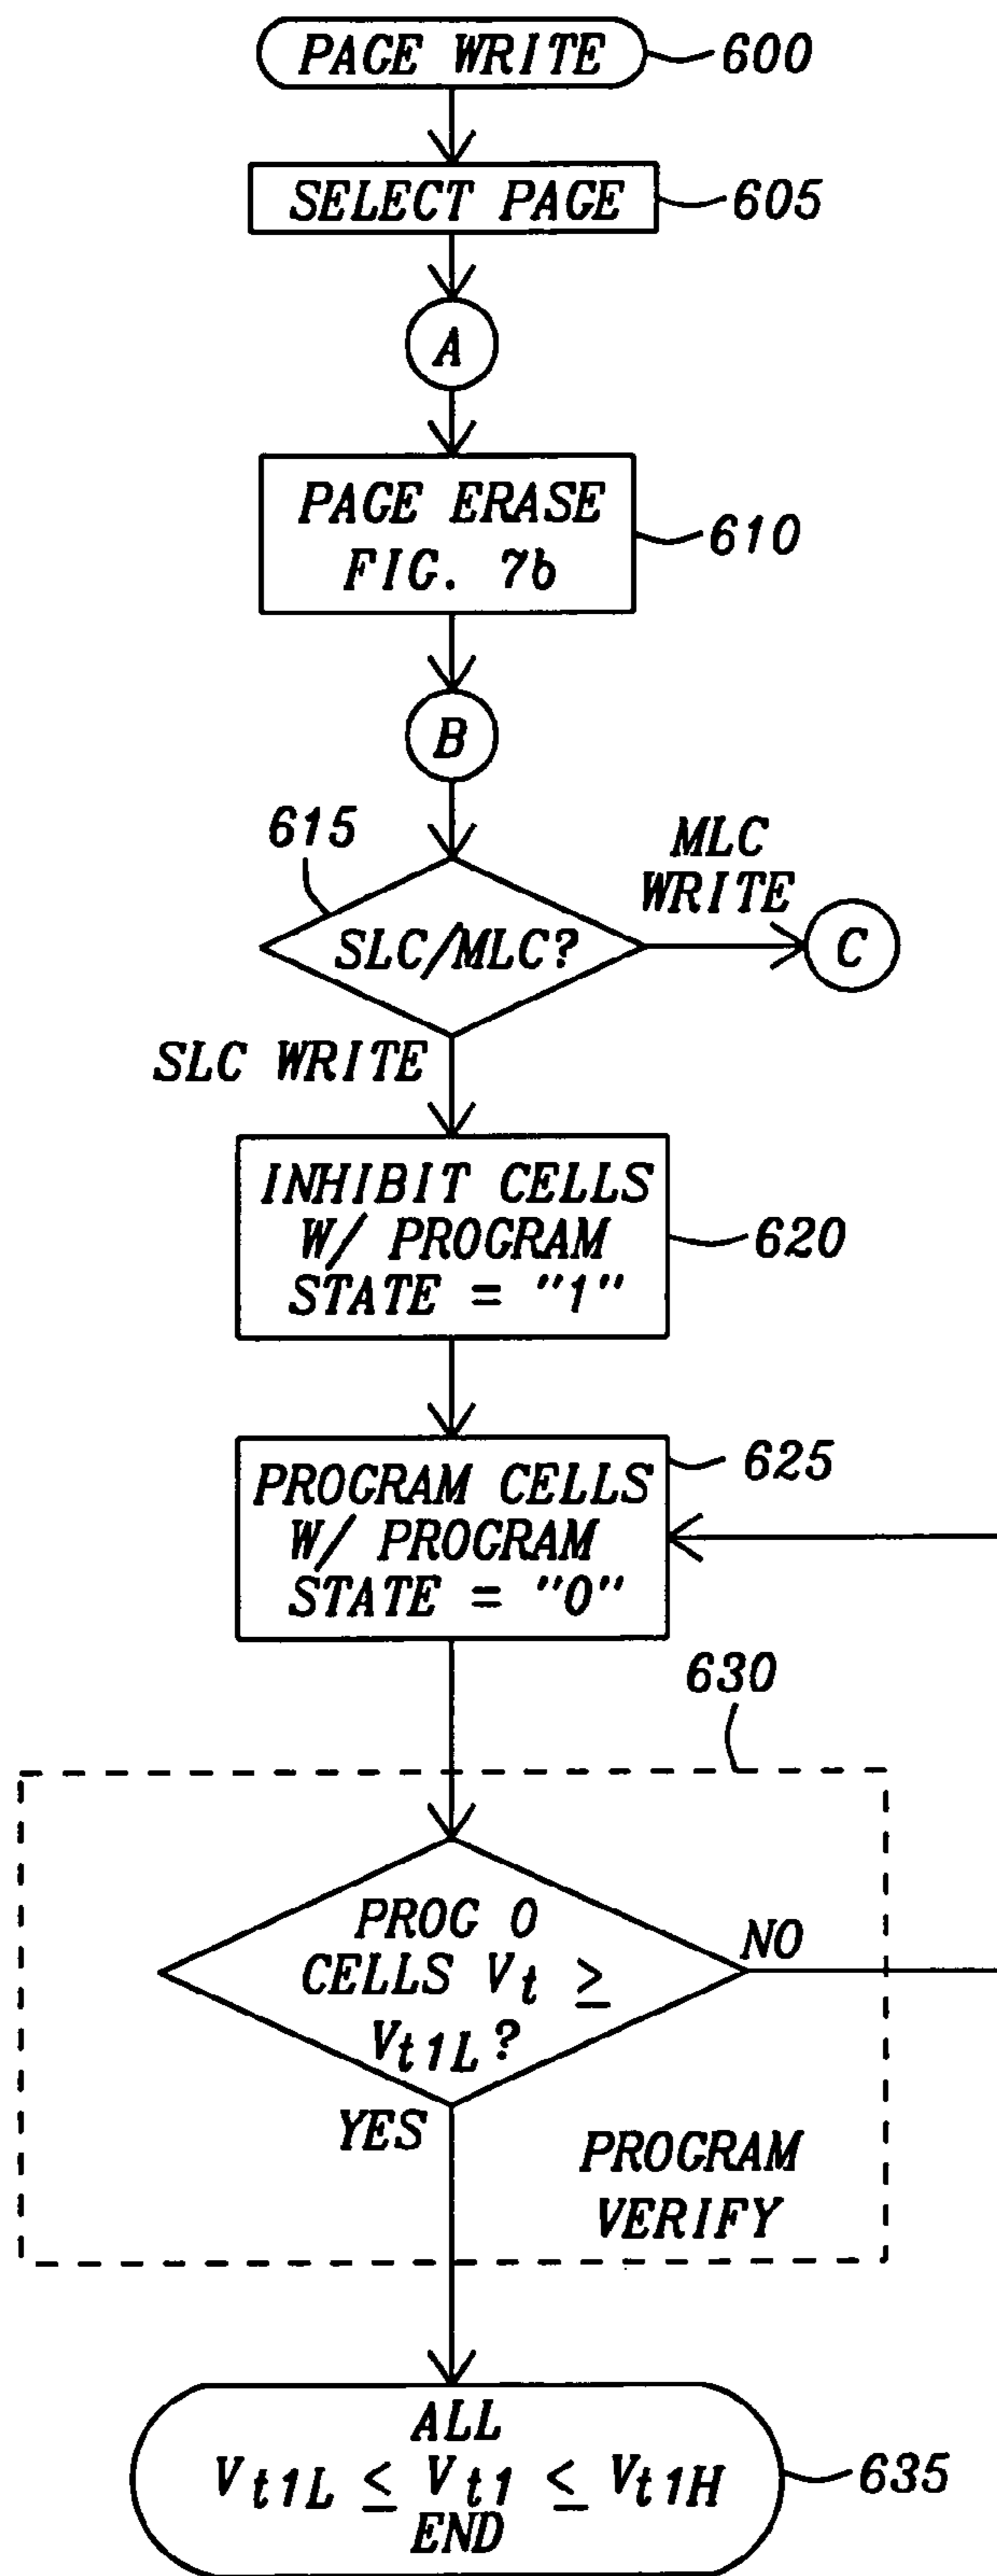 PAGE WRITE
600
SELECT PAGE
605
A
PAGE ERASE
FIG. 7b
610
B
615
SLC/MLC?
MLC
WRITE
C
SLC WRITE
INHIBIT CELLS
W/ PROGRAM
STATE = "1"
620
PROGRAM CELLS
W/ PROGRAM
STATE = "0"
625
630
PROG 0
CELLS Vt ≥
Vt1L?
NO
YES
PROGRAM
VERIFY
ALL
Vt1L ≤ Vt1 ≤ Vt1H
END
635